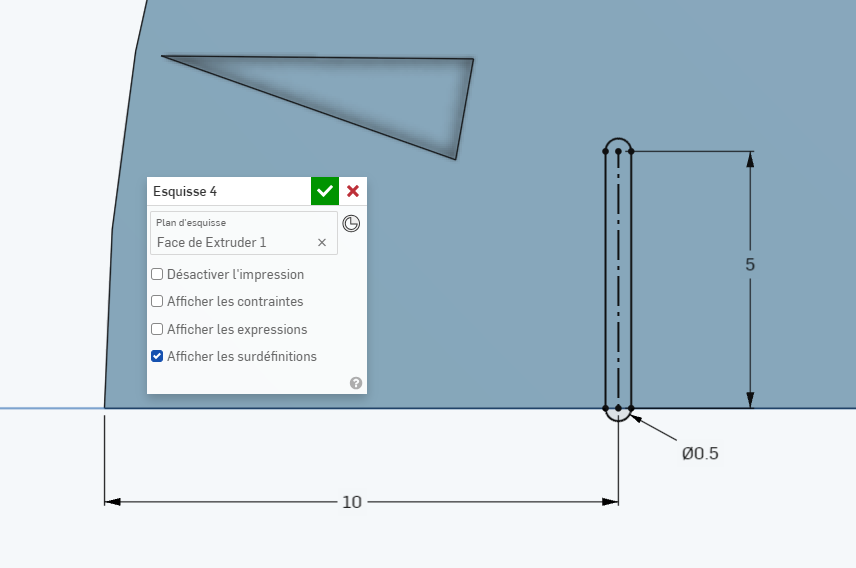 Esquisse 4
Plan d'esquisse
Face de Extruder 1
Désactiver l'impression
Afficher les contraintes
Afficher les expressions
Afficher les surdéfinitions
?
5
Ø0.5
10